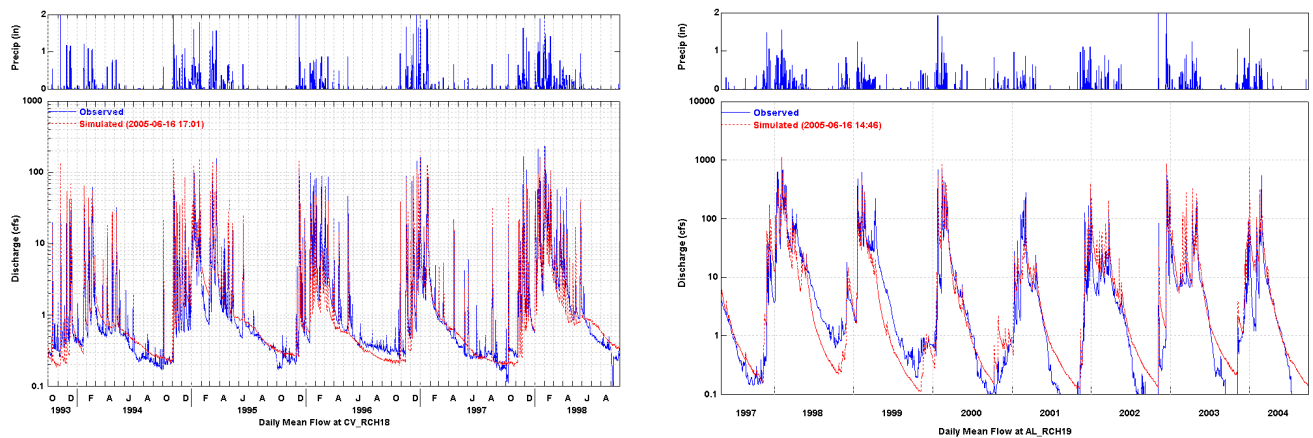 Precip (in)
2
1
0
Discharge (cfs)
1000
100
10
1
0.1
Observed
Simulated (2005-06-16 17:01)
O D F A J A O D F A J A O D F A J A O D F A J A O D F A J A
1993 1994 1995 1996 1997 1998
Daily Mean Flow at CV_RCH18
Precip (in)
2
1
0
Discharge (cfs)
10000
1000
100
10
1
0.1
Observed
Simulated (2005-06-16 14:46)
1997 1998 1999 2000 2001 2002 2003 2004
Daily Mean Flow at AL_RCH19